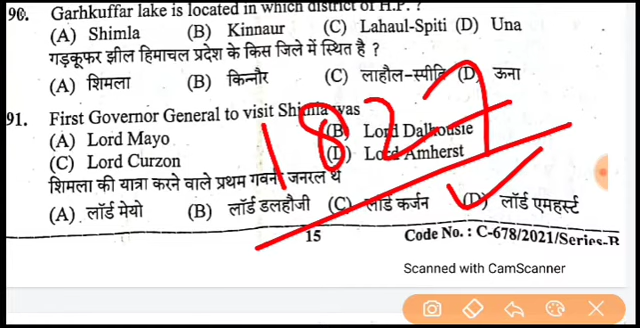 90. Garhkuffar lake is located in which district of H.P. ?
(A) Shimla (B) Kinnaur (C) Lahaul-Spiti (D) Una
गड़कूफर झील हिमाचल प्रदेश के किस जिले में स्थित है ?
(A) शिमला (B) किन्नौर (C) लाहौल-स्पीति (D) ऊना
91. First Governor General to visit Shimla was
(A) Lord Mayo (B) Lord Dalhousie
(C) Lord Curzon (D) Lord Amherst
1827
शिमला की यात्रा करने वाले प्रथम गवर्नर जनरल थे
(A) लॉर्ड मेयो (B) लॉर्ड डलहौजी (C) लॉर्ड कर्जन (D) लॉर्ड एमहर्स्ट
15 Code No. : C-678/2021/Series-B
Scanned with CamScanner